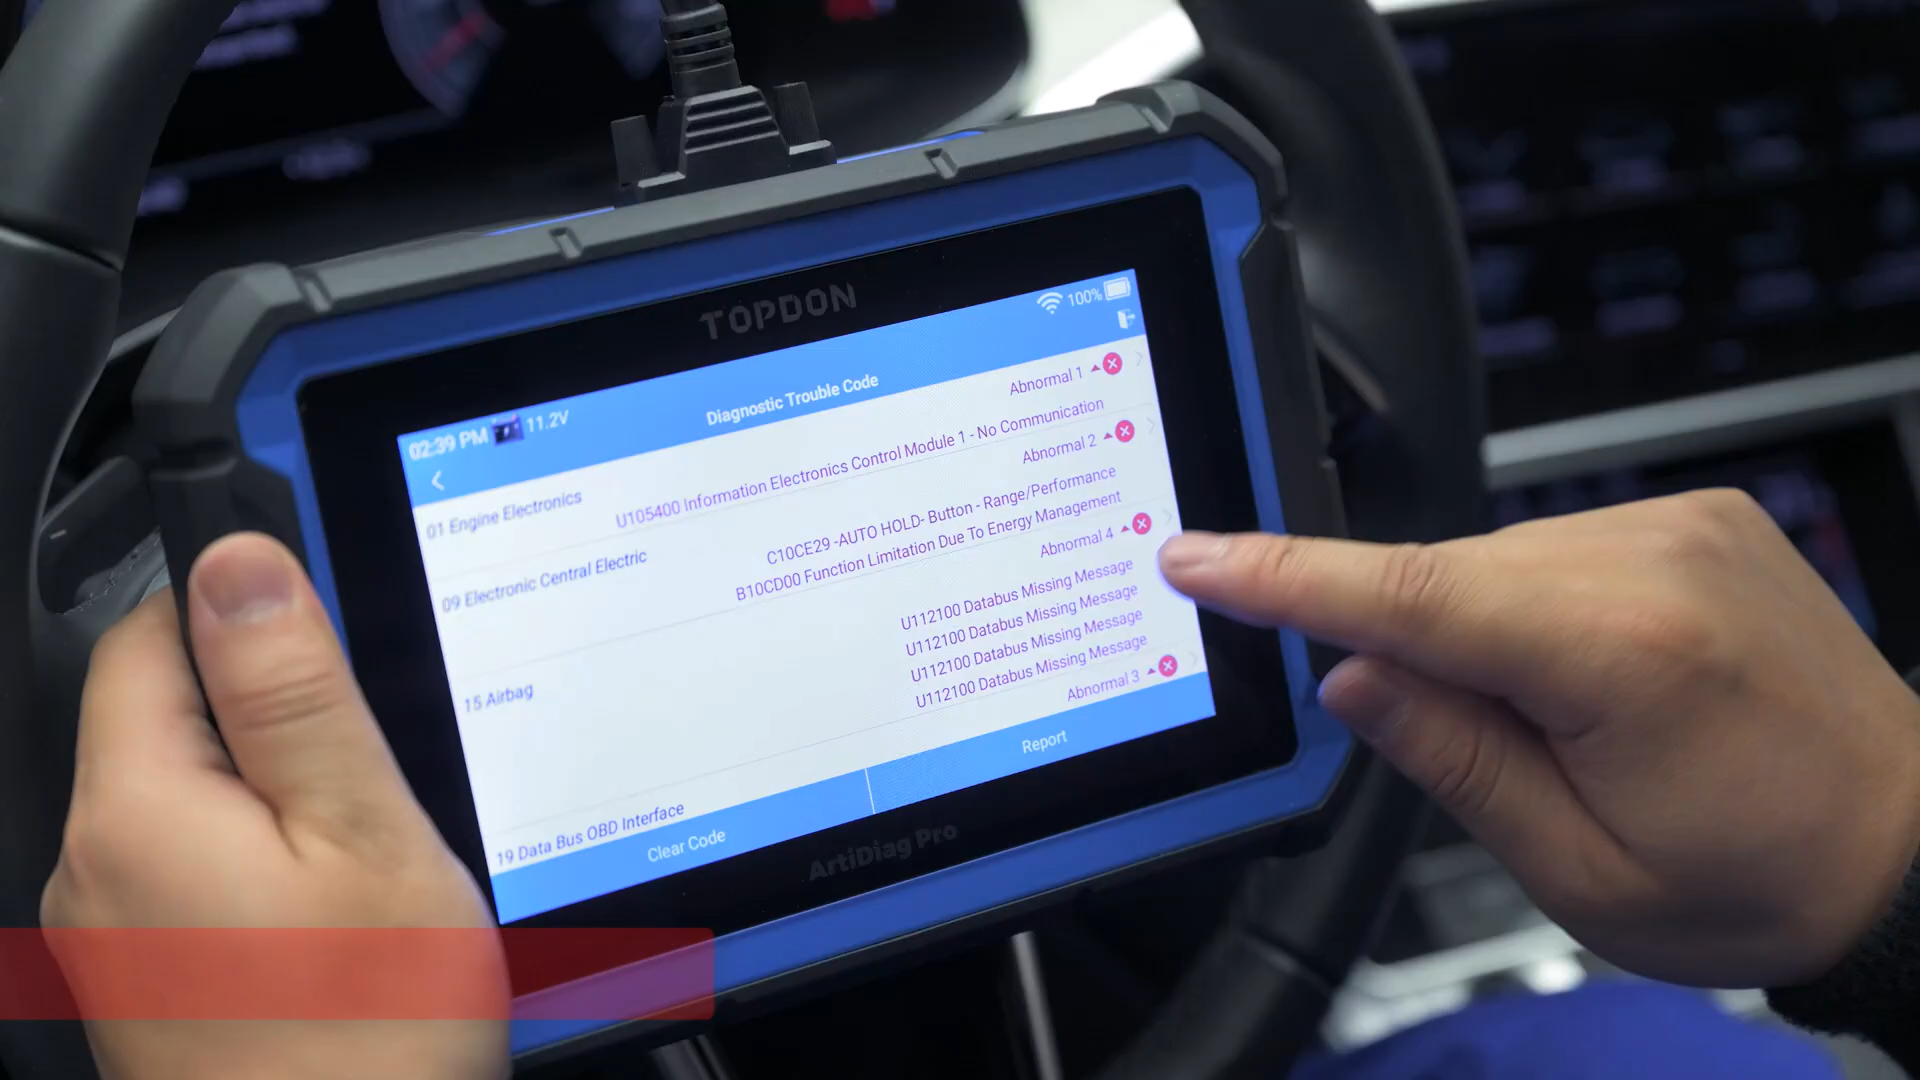 TOPDON
100%
02:39 PM 11.2V
Diagnostic Trouble Code
01 Engine Electronics
Abnormal 1
U105400 Information Electronics Control Module 1 - No Communication
09 Electronic Central Electric
Abnormal 2
C10CE29 -AUTO HOLD- Button - Range/Performance
B10CD00 Function Limitation Due To Energy Management
15 Airbag
Abnormal 4
U112100 Databus Missing Message
U112100 Databus Missing Message
U112100 Databus Missing Message
U112100 Databus Missing Message
19 Data Bus OBD Interface
Abnormal 3
Clear Code
Report
ArtiDiag Pro